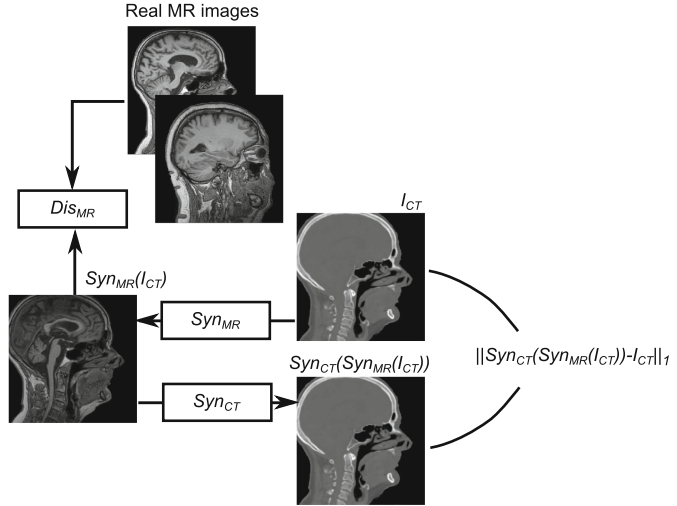 Real MR images
Dis_MR
I_CT
Syn_MR(I_CT)
Syn_MR
Syn_CT(Syn_MR(I_CT))
||Syn_CT(Syn_MR(I_CT))-I_CT||_1
Syn_CT